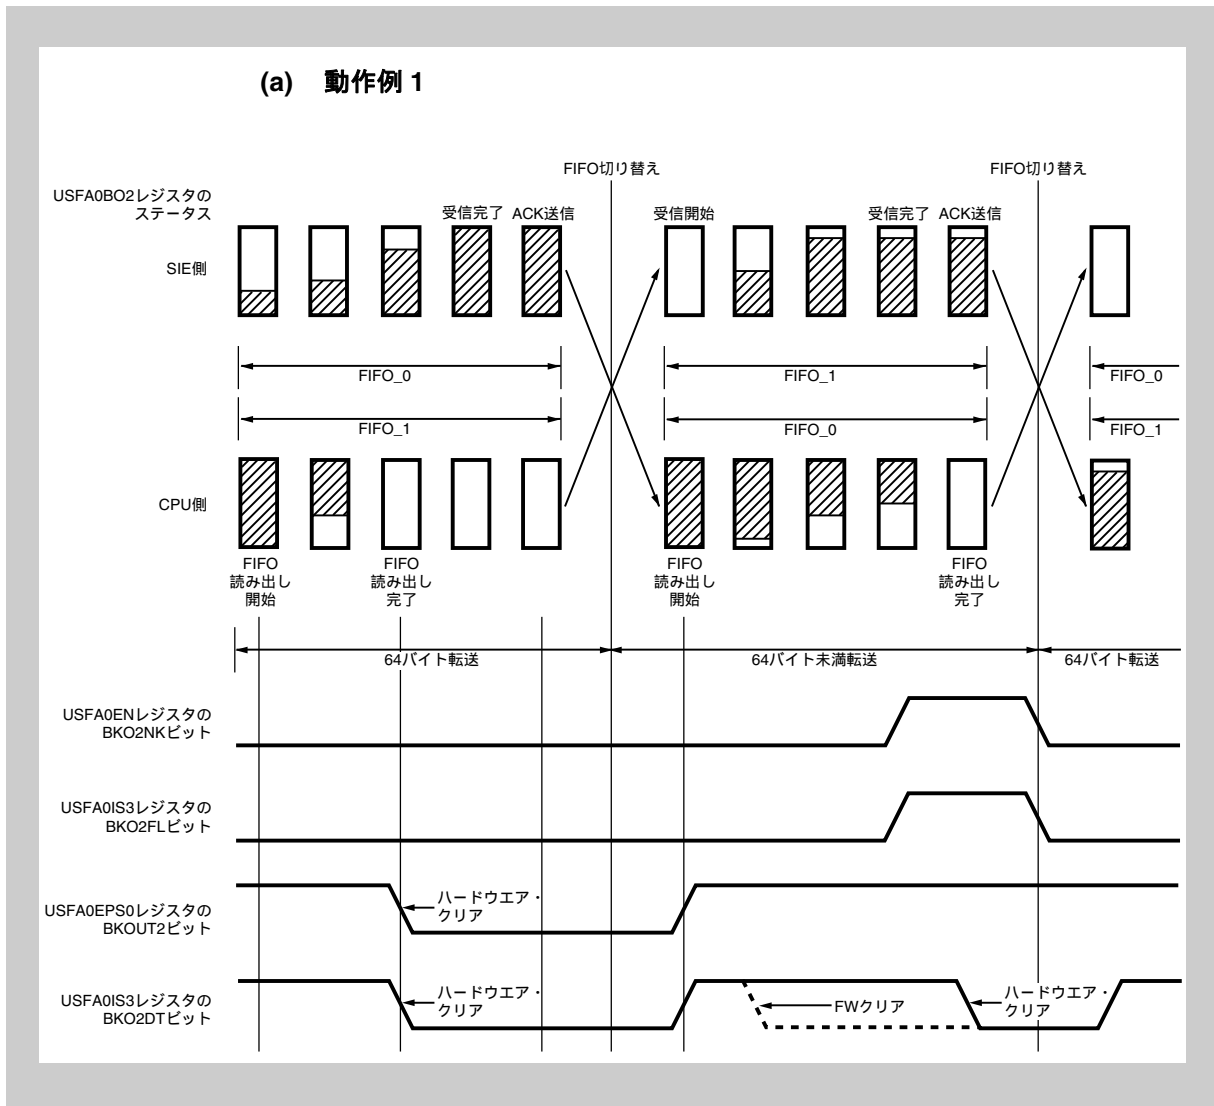 (a) 動作例 1
FIFO切り替え FIFO切り替え
USFA0BO2レジスタの
ステータス
受信完了 ACK送信 受信開始 受信完了 ACK送信
SIE側
FIFO_0 FIFO_1 FIFO_0
FIFO_1 FIFO_0 FIFO_1
CPU側
FIFO FIFO FIFO FIFO
読み出し 読み出し 読み出し 読み出し
開始 完了 開始 完了
64バイト転送 64バイト未満転送 64バイト転送
USFA0ENレジスタの
BKO2NKビット
USFA0IS3レジスタの
BKO2FLビット
USFA0EPS0レジスタの
BKOUT2ビット
ハードウエア・
クリア
USFA0IS3レジスタの
BKO2DTビット
ハードウエア・
クリア
FWクリア
ハードウエア・
クリア